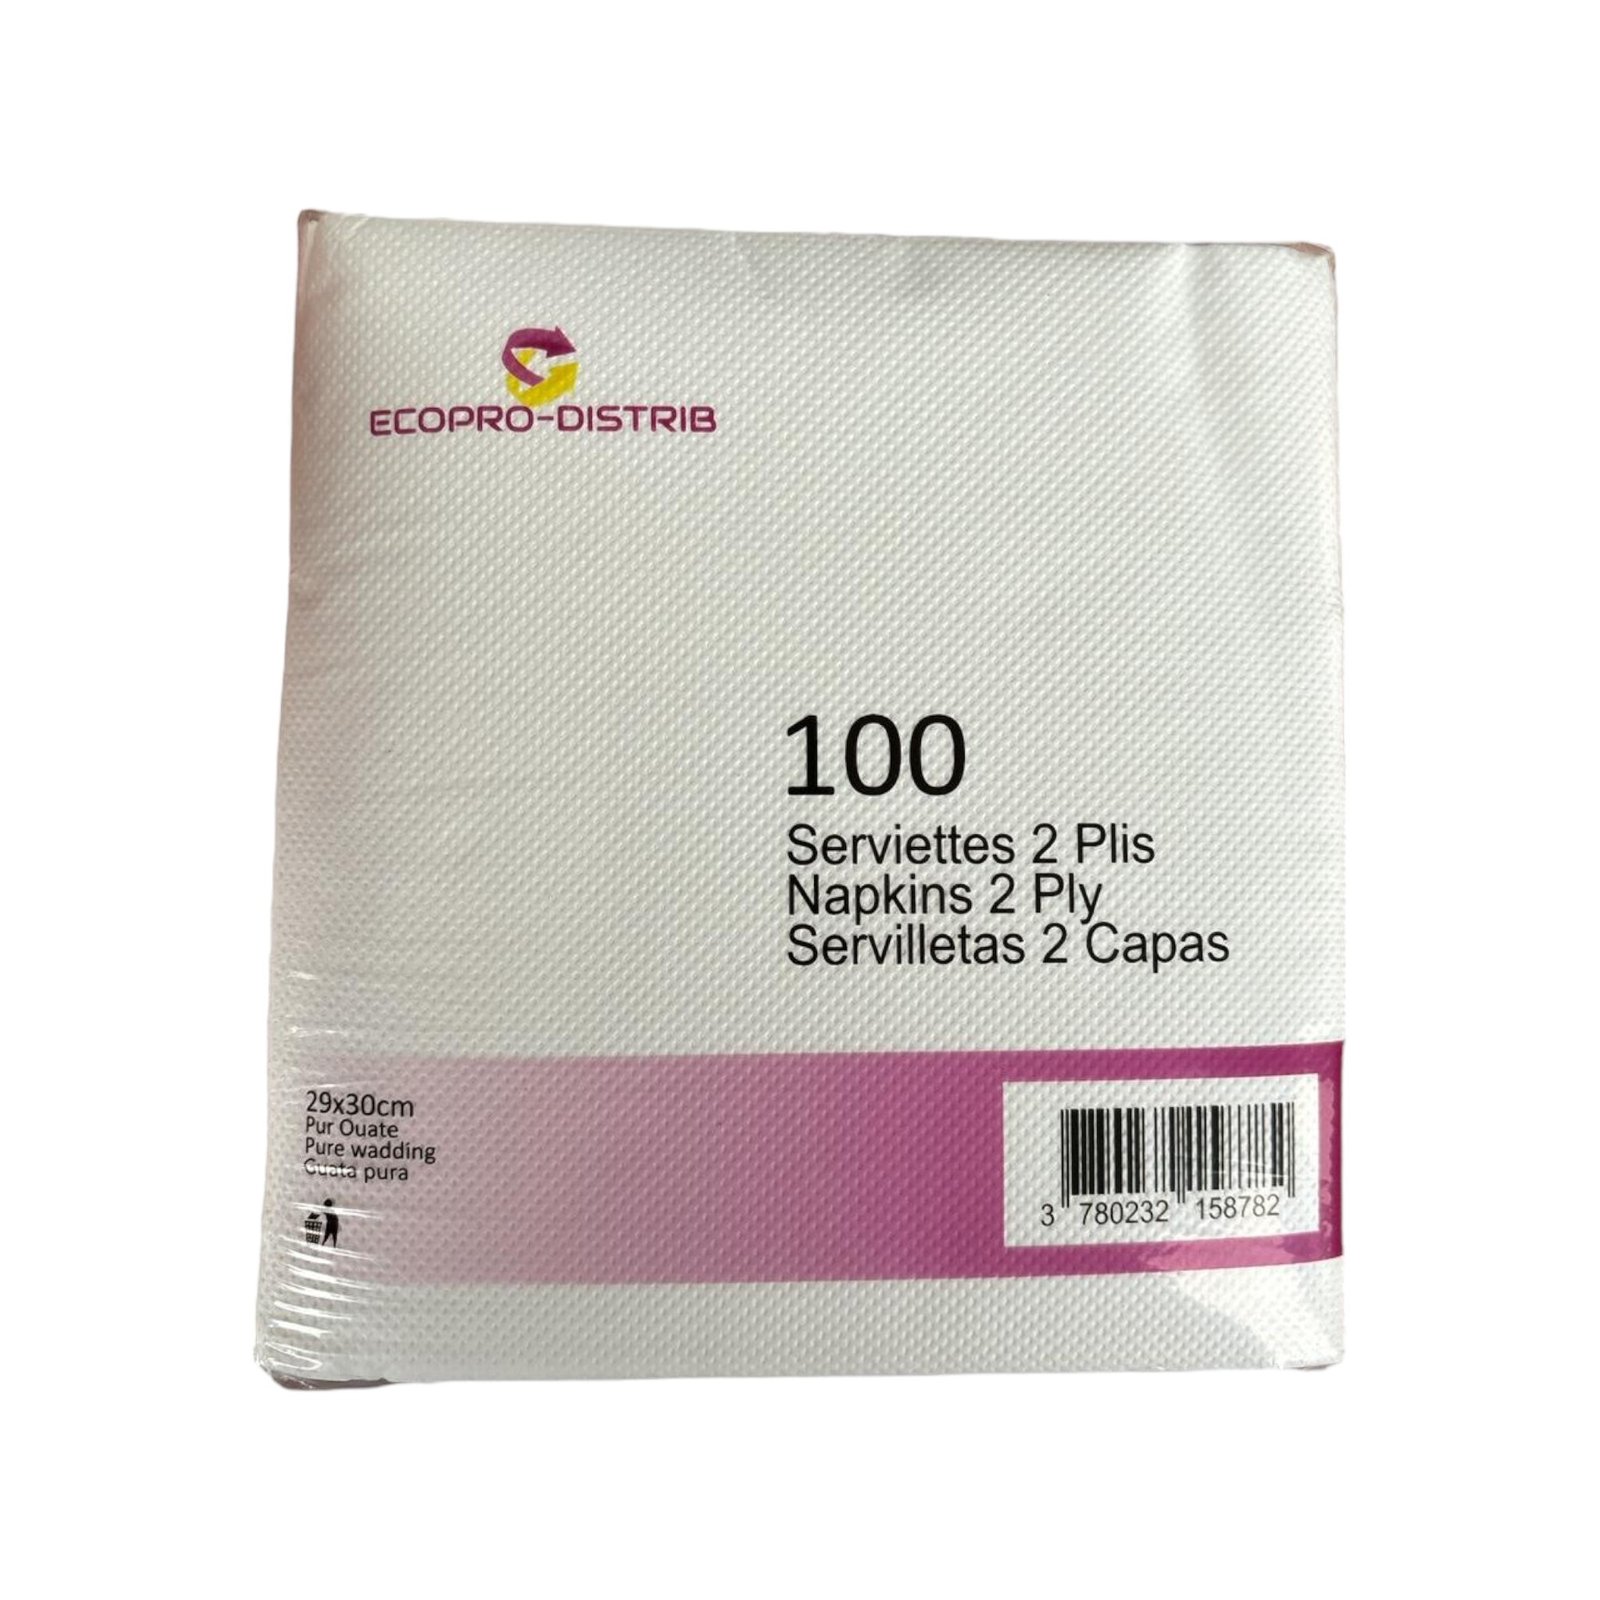 ECOPRO-DISTRIB
100
Serviettes 2 Plis
Napkins 2 Ply
Servilletas 2 Capas
29x30cm
Pur Ouate
Pure wadding
Guata pura
3 780232 158782